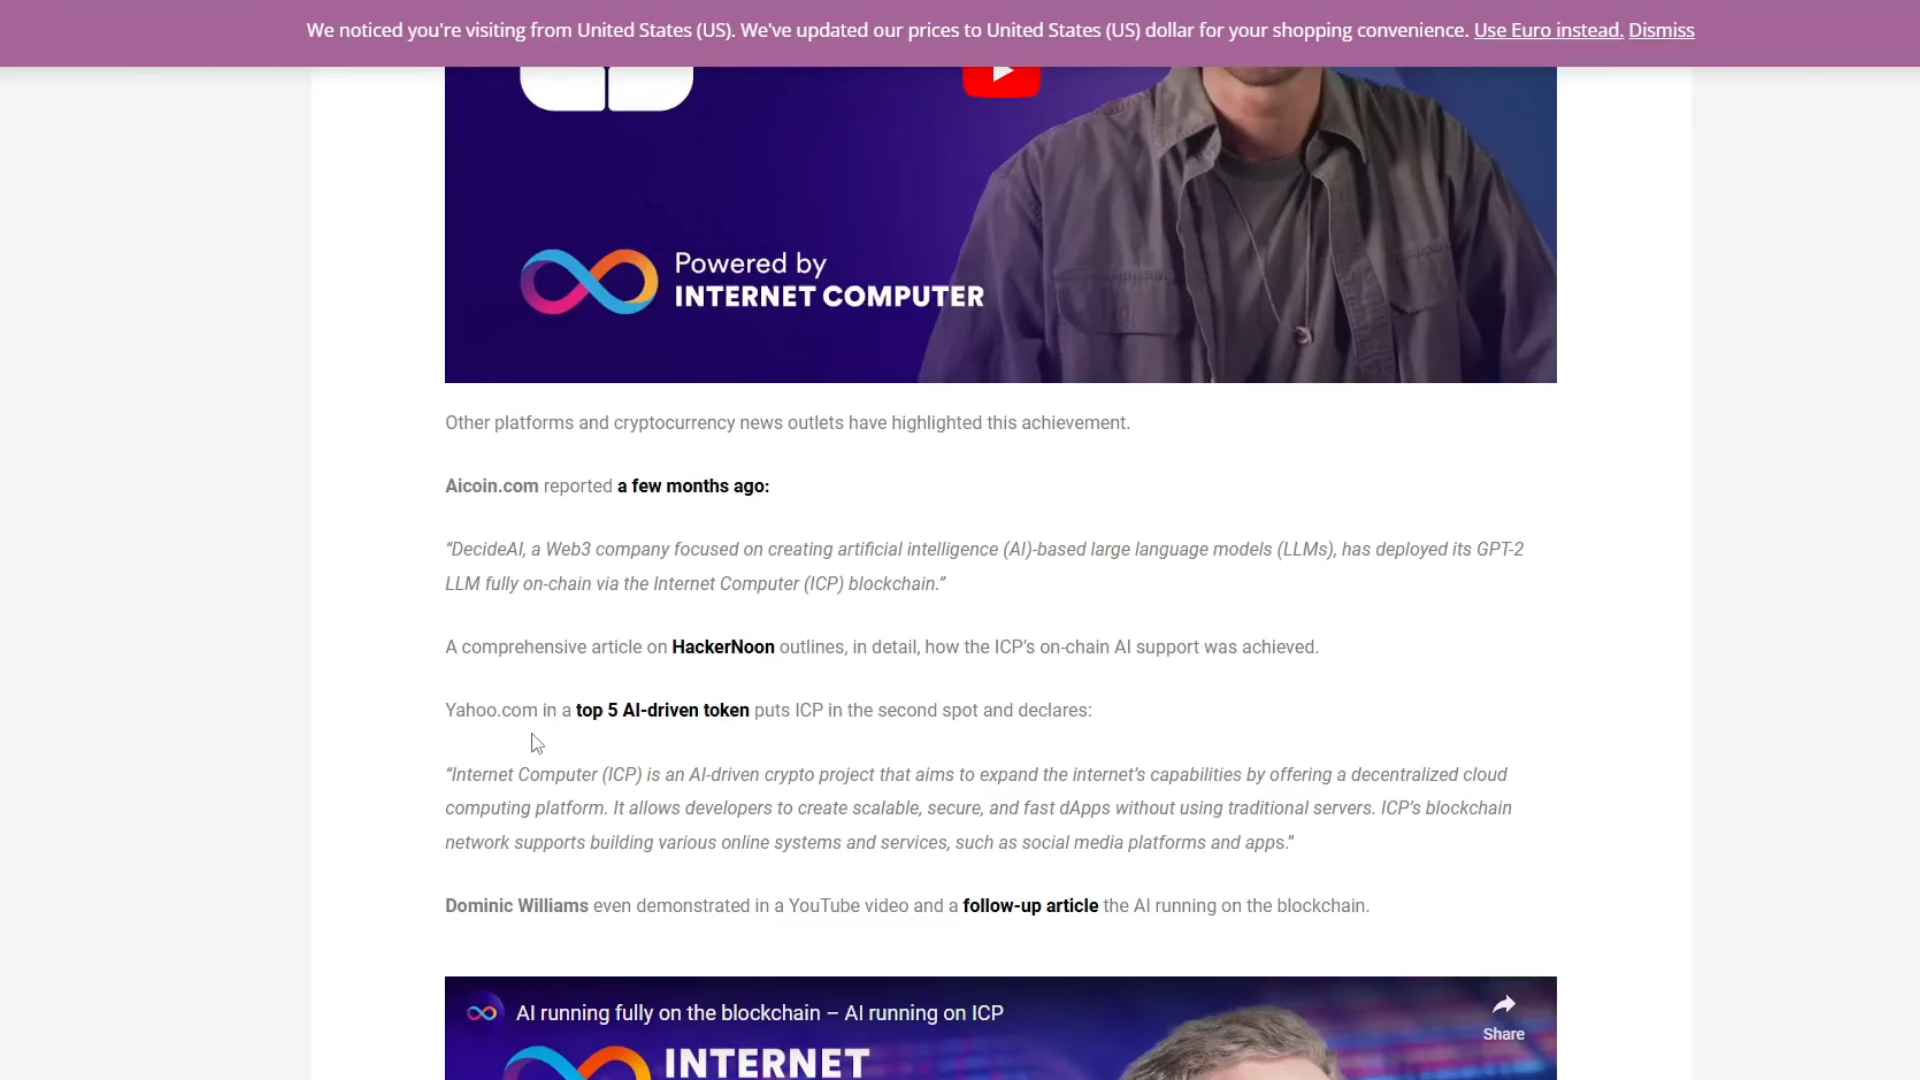 We noticed you're visiting from United States (US). We've updated our prices to United States (US) dollar for your shopping convenience. Use Euro instead. Dismiss
Powered by
INTERNET COMPUTER
Other platforms and cryptocurrency news outlets have highlighted this achievement.
Aicoin.com reported a few months ago:
“DecideAI, a Web3 company focused on creating artificial intelligence (AI)-based large language models (LLMs), has deployed its GPT-2
LLM fully on-chain via the Internet Computer (ICP) blockchain.”
A comprehensive article on HackerNoon outlines, in detail, how the ICP’s on-chain AI support was achieved.
Yahoo.com in a top 5 AI-driven token puts ICP in the second spot and declares:
“Internet Computer (ICP) is an AI-driven crypto project that aims to expand the internet’s capabilities by offering a decentralized cloud
computing platform. It allows developers to create scalable, secure, and fast dApps without using traditional servers. ICP’s blockchain
network supports building various online systems and services, such as social media platforms and apps.”
Dominic Williams even demonstrated in a YouTube video and a follow-up article the AI running on the blockchain.
AI running fully on the blockchain – AI running on ICP
Share
INTERNET